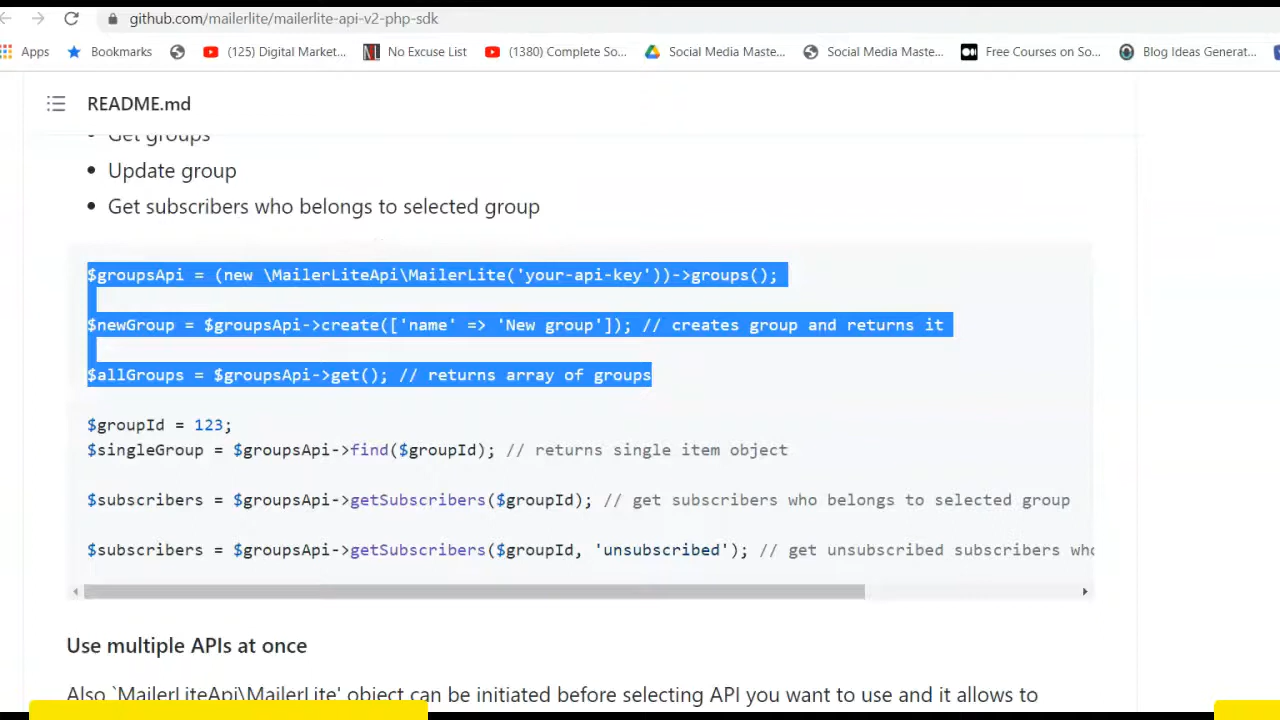 github.com/mailerlite/mailerlite-api-v2-php-sdk
Apps Bookmarks (125) Digital Market... No Excuse List (1380) Complete So... Social Media Maste... Social Media Maste... Free Courses on So... Blog Ideas Generat...
README.md
• Get groups
• Update group
• Get subscribers who belongs to selected group
$groupsApi = (new \MailerLiteApi\MailerLite('your-api-key'))->groups();
$newGroup = $groupsApi->create(['name' => 'New group']); // creates group and returns it
$allGroups = $groupsApi->get(); // returns array of groups
$groupId = 123;
$singleGroup = $groupsApi->find($groupId); // returns single item object
$subscribers = $groupsApi->getSubscribers($groupId); // get subscribers who belongs to selected group
$subscribers = $groupsApi->getSubscribers($groupId, 'unsubscribed'); // get unsubscribed subscribers who
Use multiple APIs at once
Also `MailerLiteApi\MailerLite' object can be initiated before selecting API you want to use and it allows to